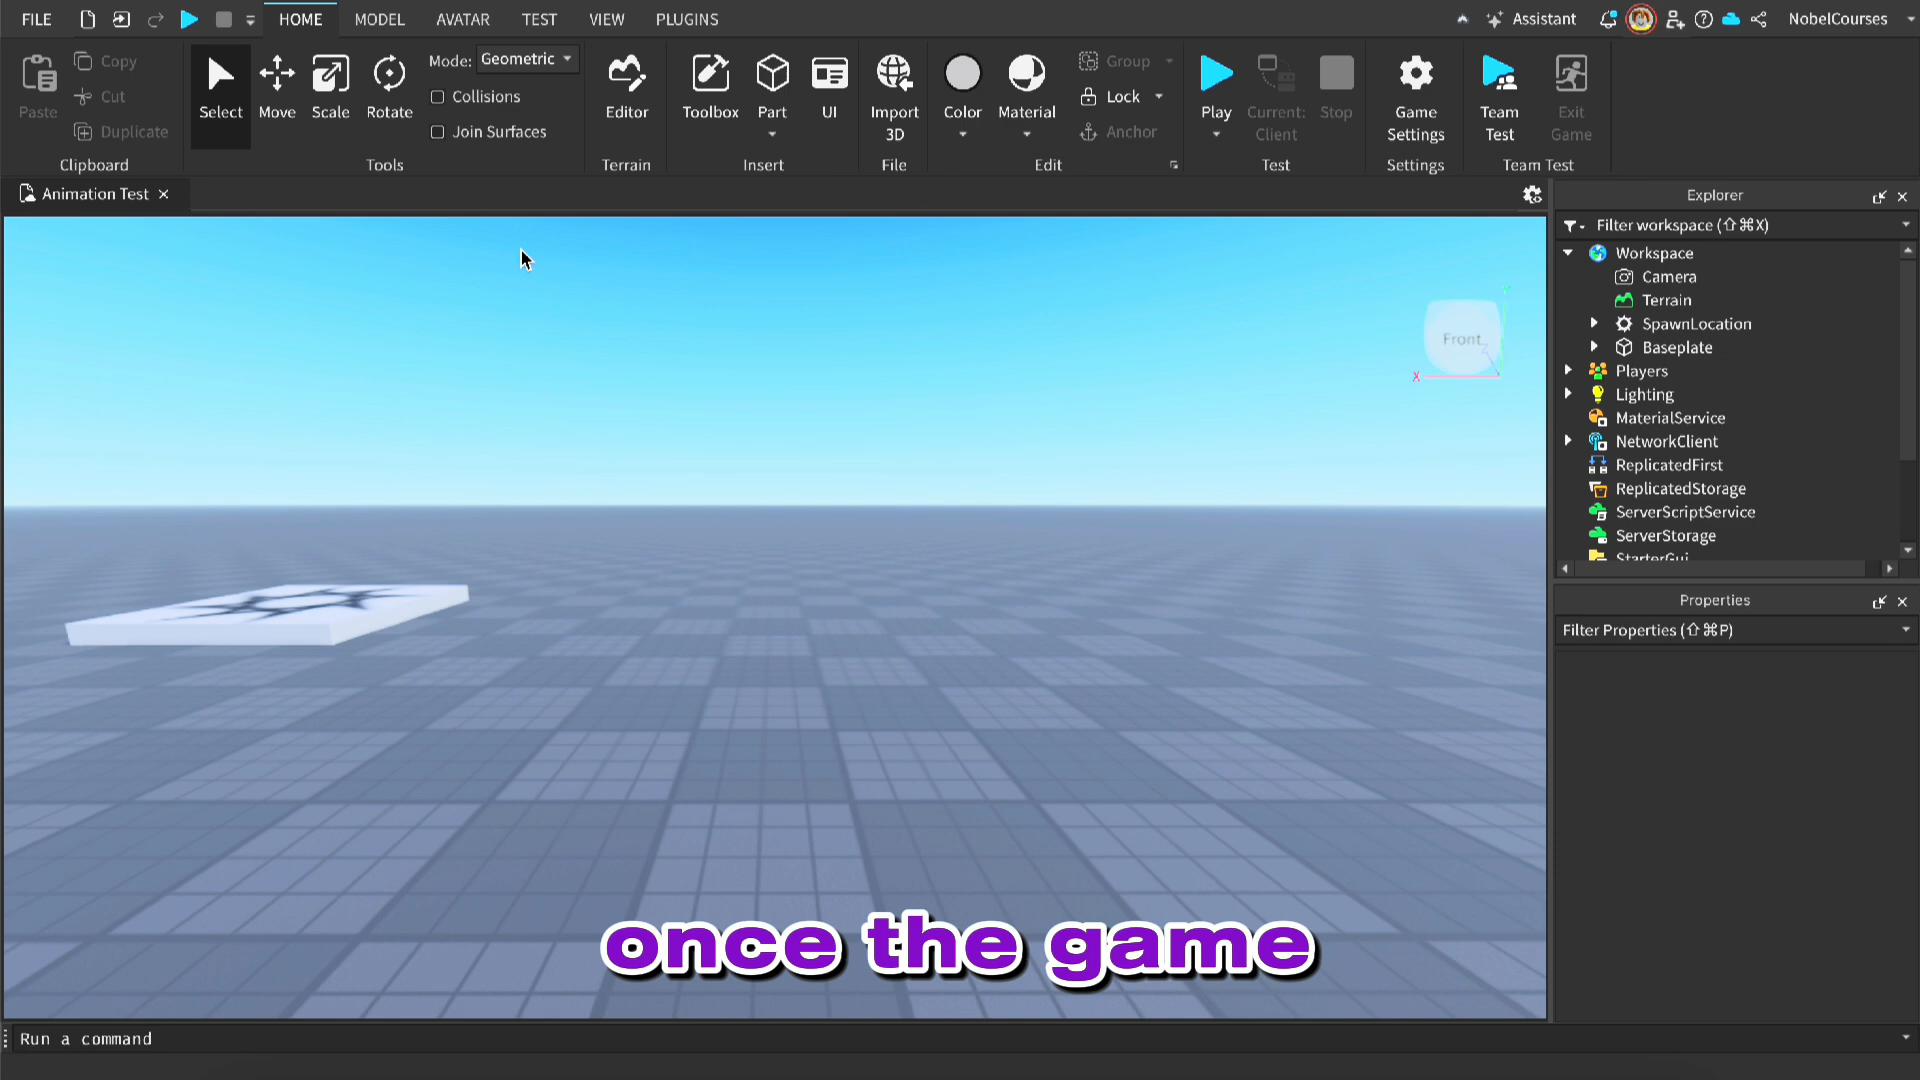 FILE
HOME
MODEL
AVATAR
TEST
VIEW
PLUGINS
Assistant
NobelCourses
Paste
Copy
Cut
Duplicate
Clipboard
Select
Move
Scale
Rotate
Mode: Geometric
Collisions
Join Surfaces
Tools
Editor
Terrain
Toolbox
Part
UI
Insert
Import
3D
File
Color
Material
Group
Lock
Anchor
Edit
Play
Current:
Client
Stop
Test
Game
Settings
Settings
Team
Test
Exit
Game
Team Test
Animation Test
Front
X
Y
Z
once the game
Run a command
Explorer
Filter workspace (⇧⌘X)
Workspace
Camera
Terrain
SpawnLocation
Baseplate
Players
Lighting
MaterialService
NetworkClient
ReplicatedFirst
ReplicatedStorage
ServerScriptService
ServerStorage
StarterGui
Properties
Filter Properties (⇧⌘P)